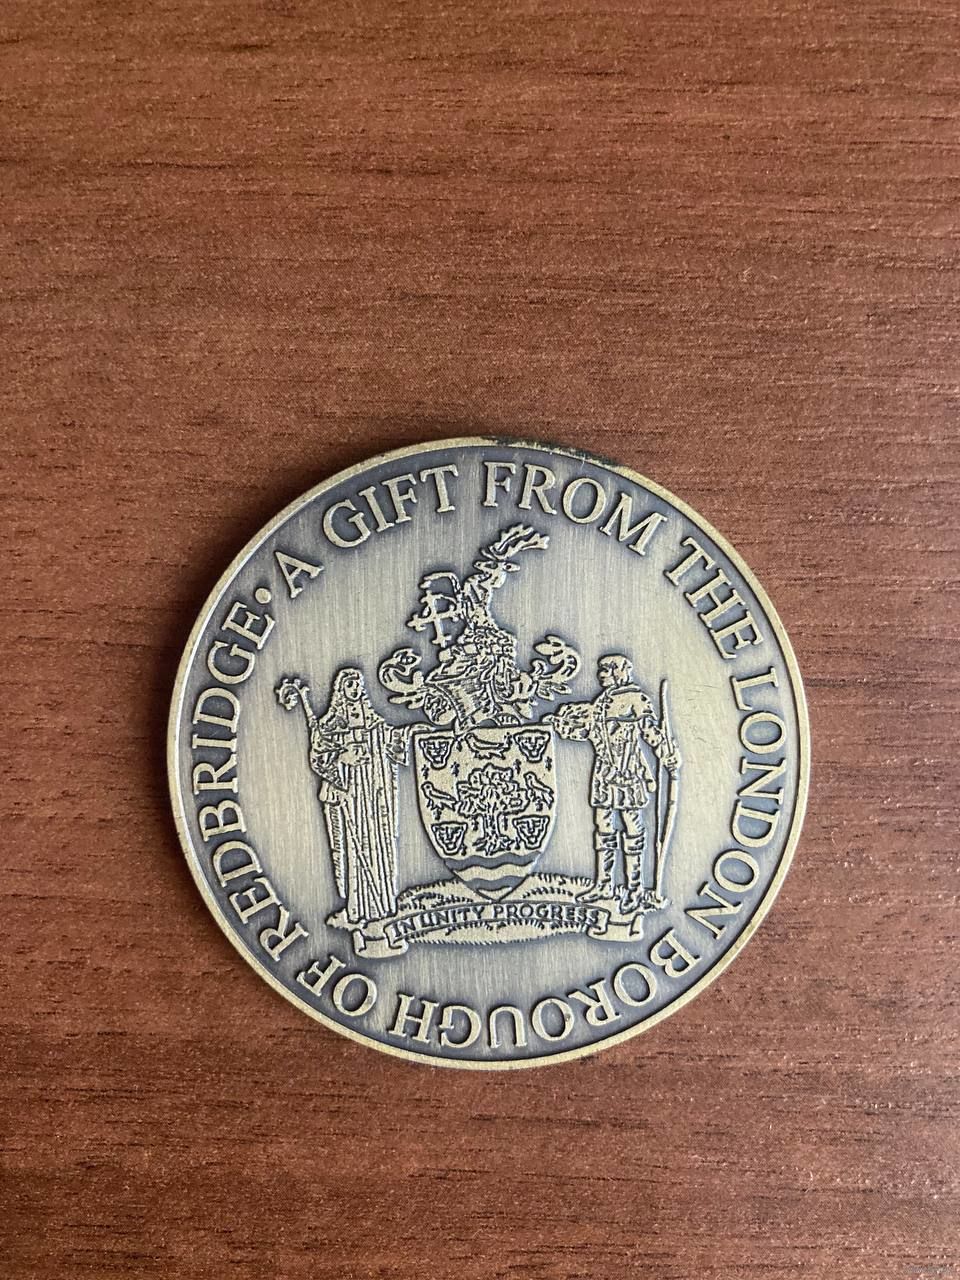 A GIFT FROM THE LONDON BOROUGH OF REDBRIDGE •
IN UNITY PROGRESS